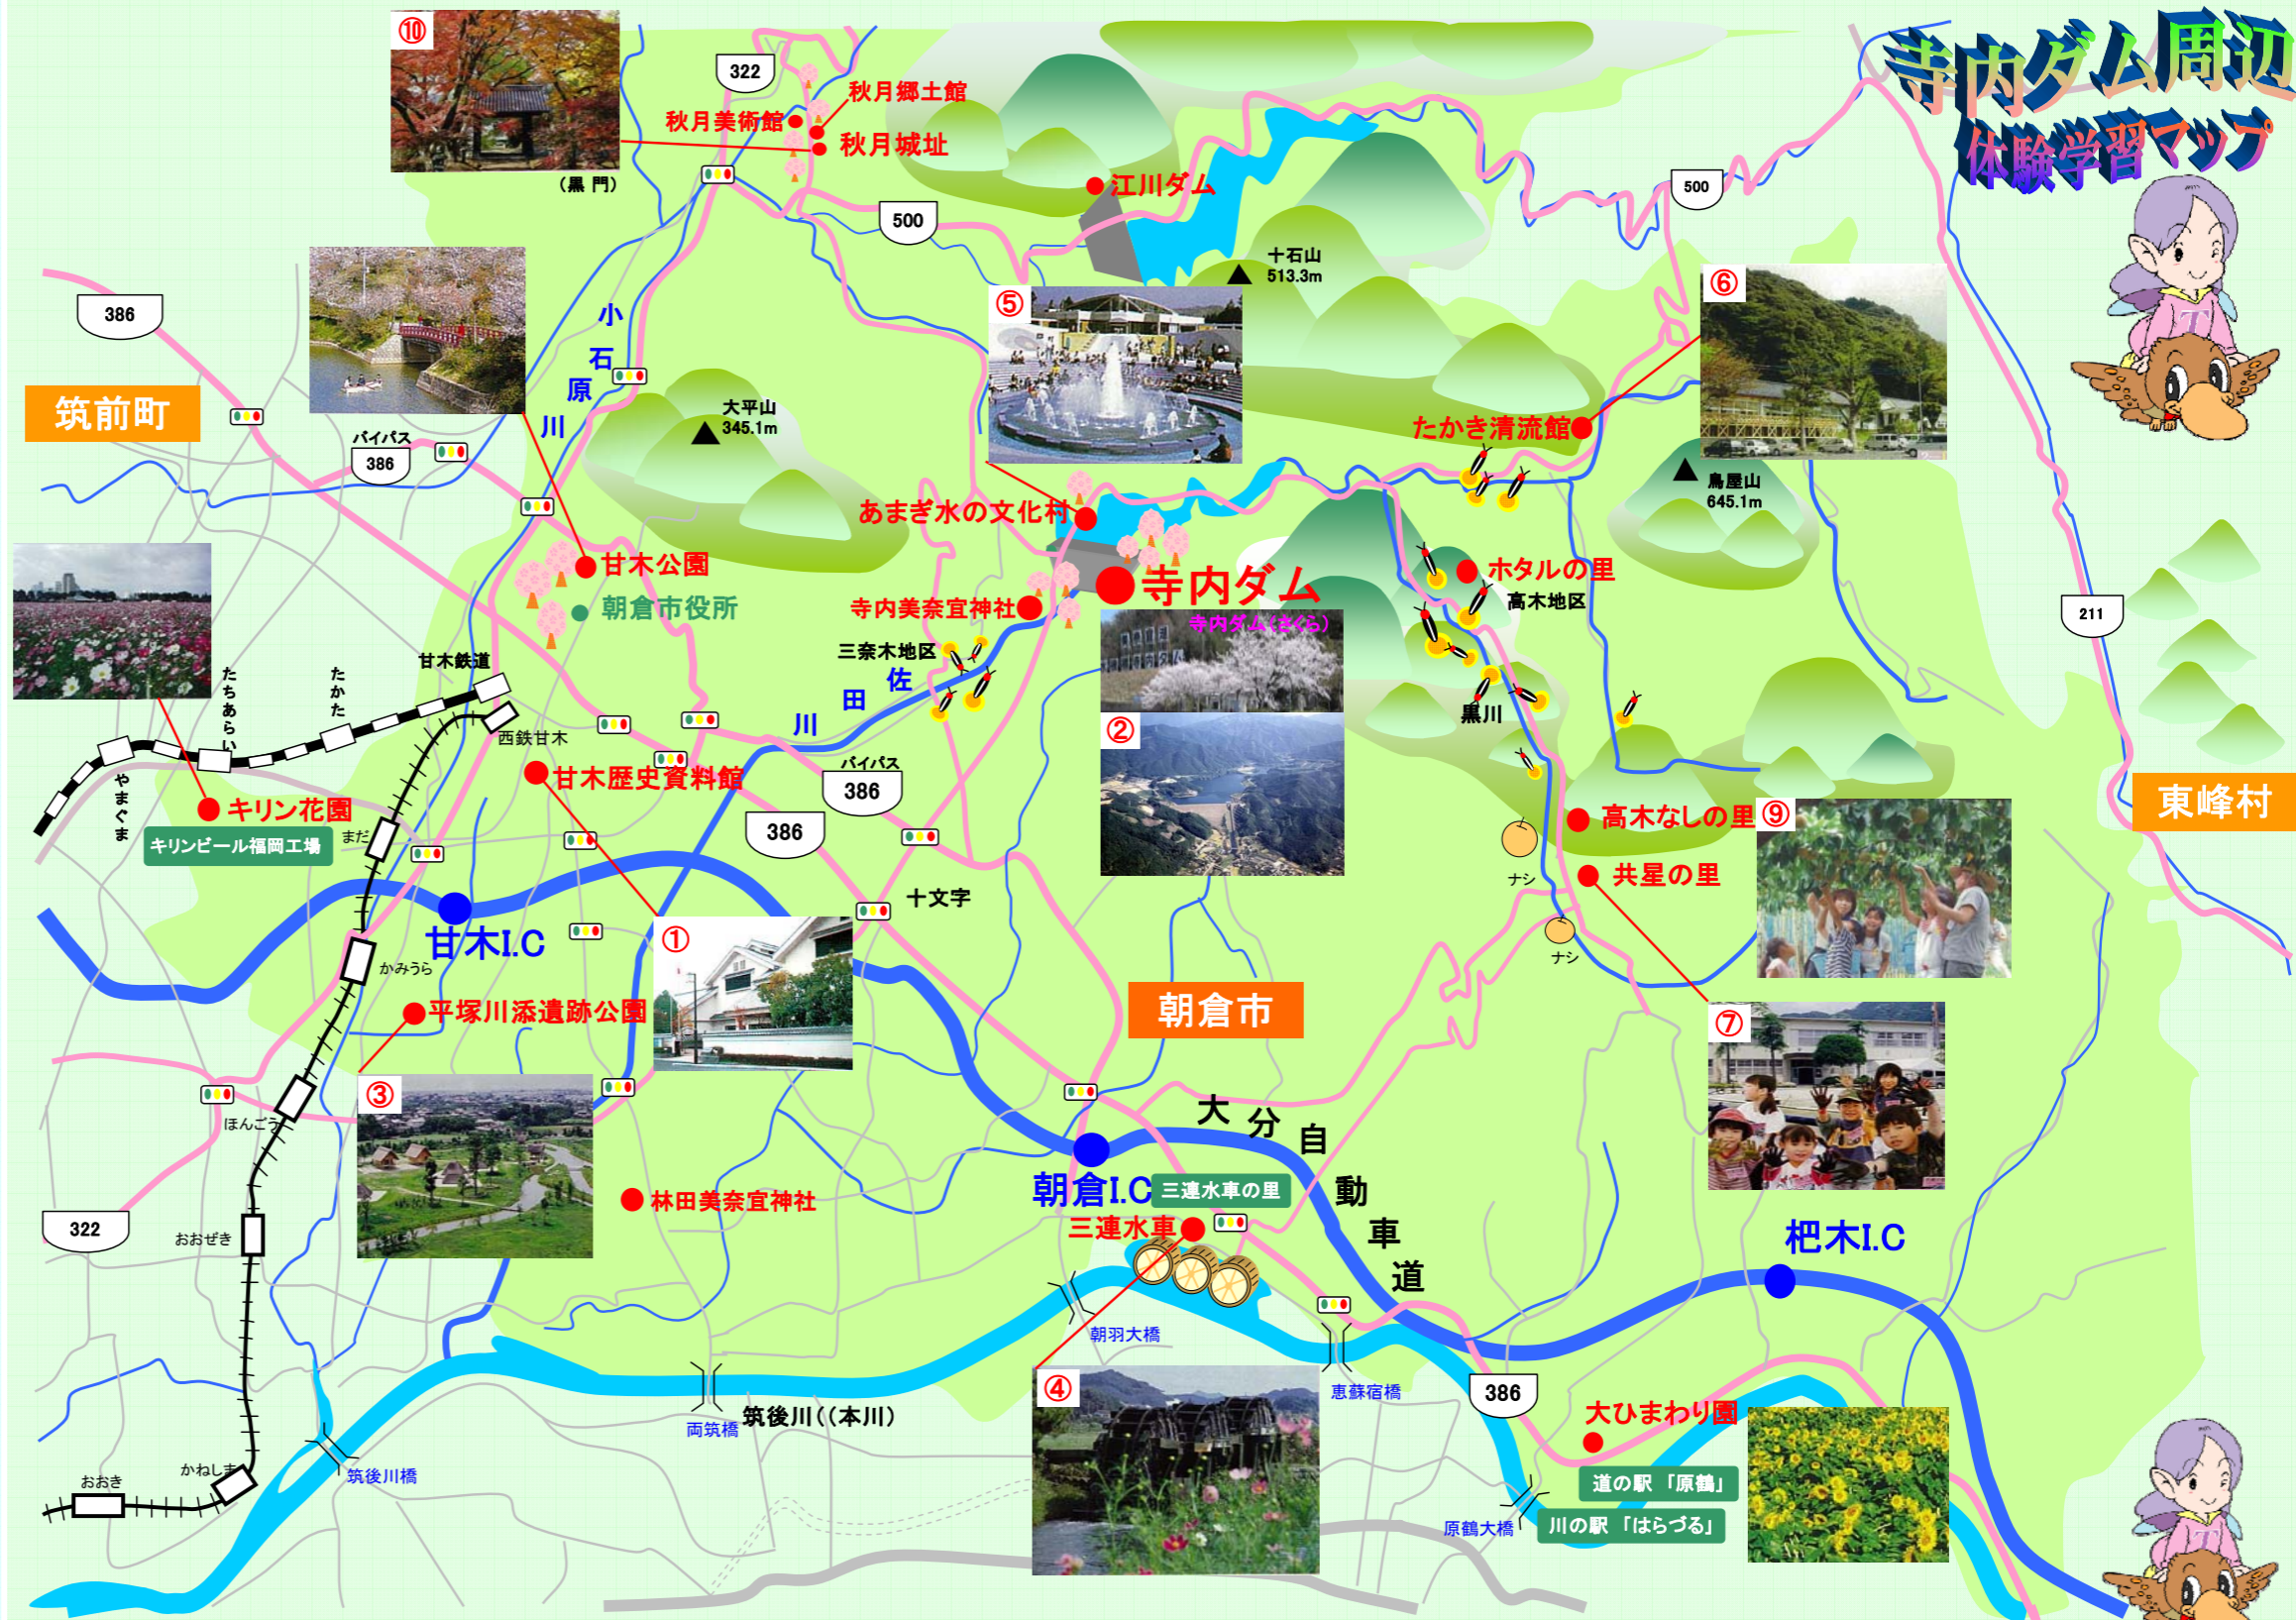 寺内ダム周辺
体験学習マップ
⑩
(黒 門)
322
秋月郷土館
秋月美術館
秋月城址
江川ダム
500
500
十石山
513.3m
386
小石原川
⑤
⑥
筑前町
大平山
345.1m
バイパス
386
たかき清流館
鳥屋山
645.1m
あまぎ水の文化村
甘木公園
朝倉市役所
寺内ダム
寺内美奈宜神社
ホタルの里
高木地区
211
寺内ダム(さくら)
三奈木地区
佐田川
甘木鉄道
たちあらい
たかた
やまぐま
西鉄甘木
②
黒川
甘木歴史資料館
バイパス
386
386
キリン花園
キリンビール福岡工場
まだ
高木なしの里
⑨
東峰村
ナシ
共星の里
ナシ
十文字
甘木I.C
①
かみうら
平塚川添遺跡公園
朝倉市
⑦
③
ほんごう
大分自動車道
朝倉I.C
三連水車の里
三連水車
林田美奈宜神社
322
おおぜき
杷木I.C
朝羽大橋
恵蘇宿橋
④
386
両筑橋
筑後川((本川)
大ひまわり園
かねしま
おおき
筑後川橋
道の駅 「原鶴」
川の駅 「はらづる」
原鶴大橋